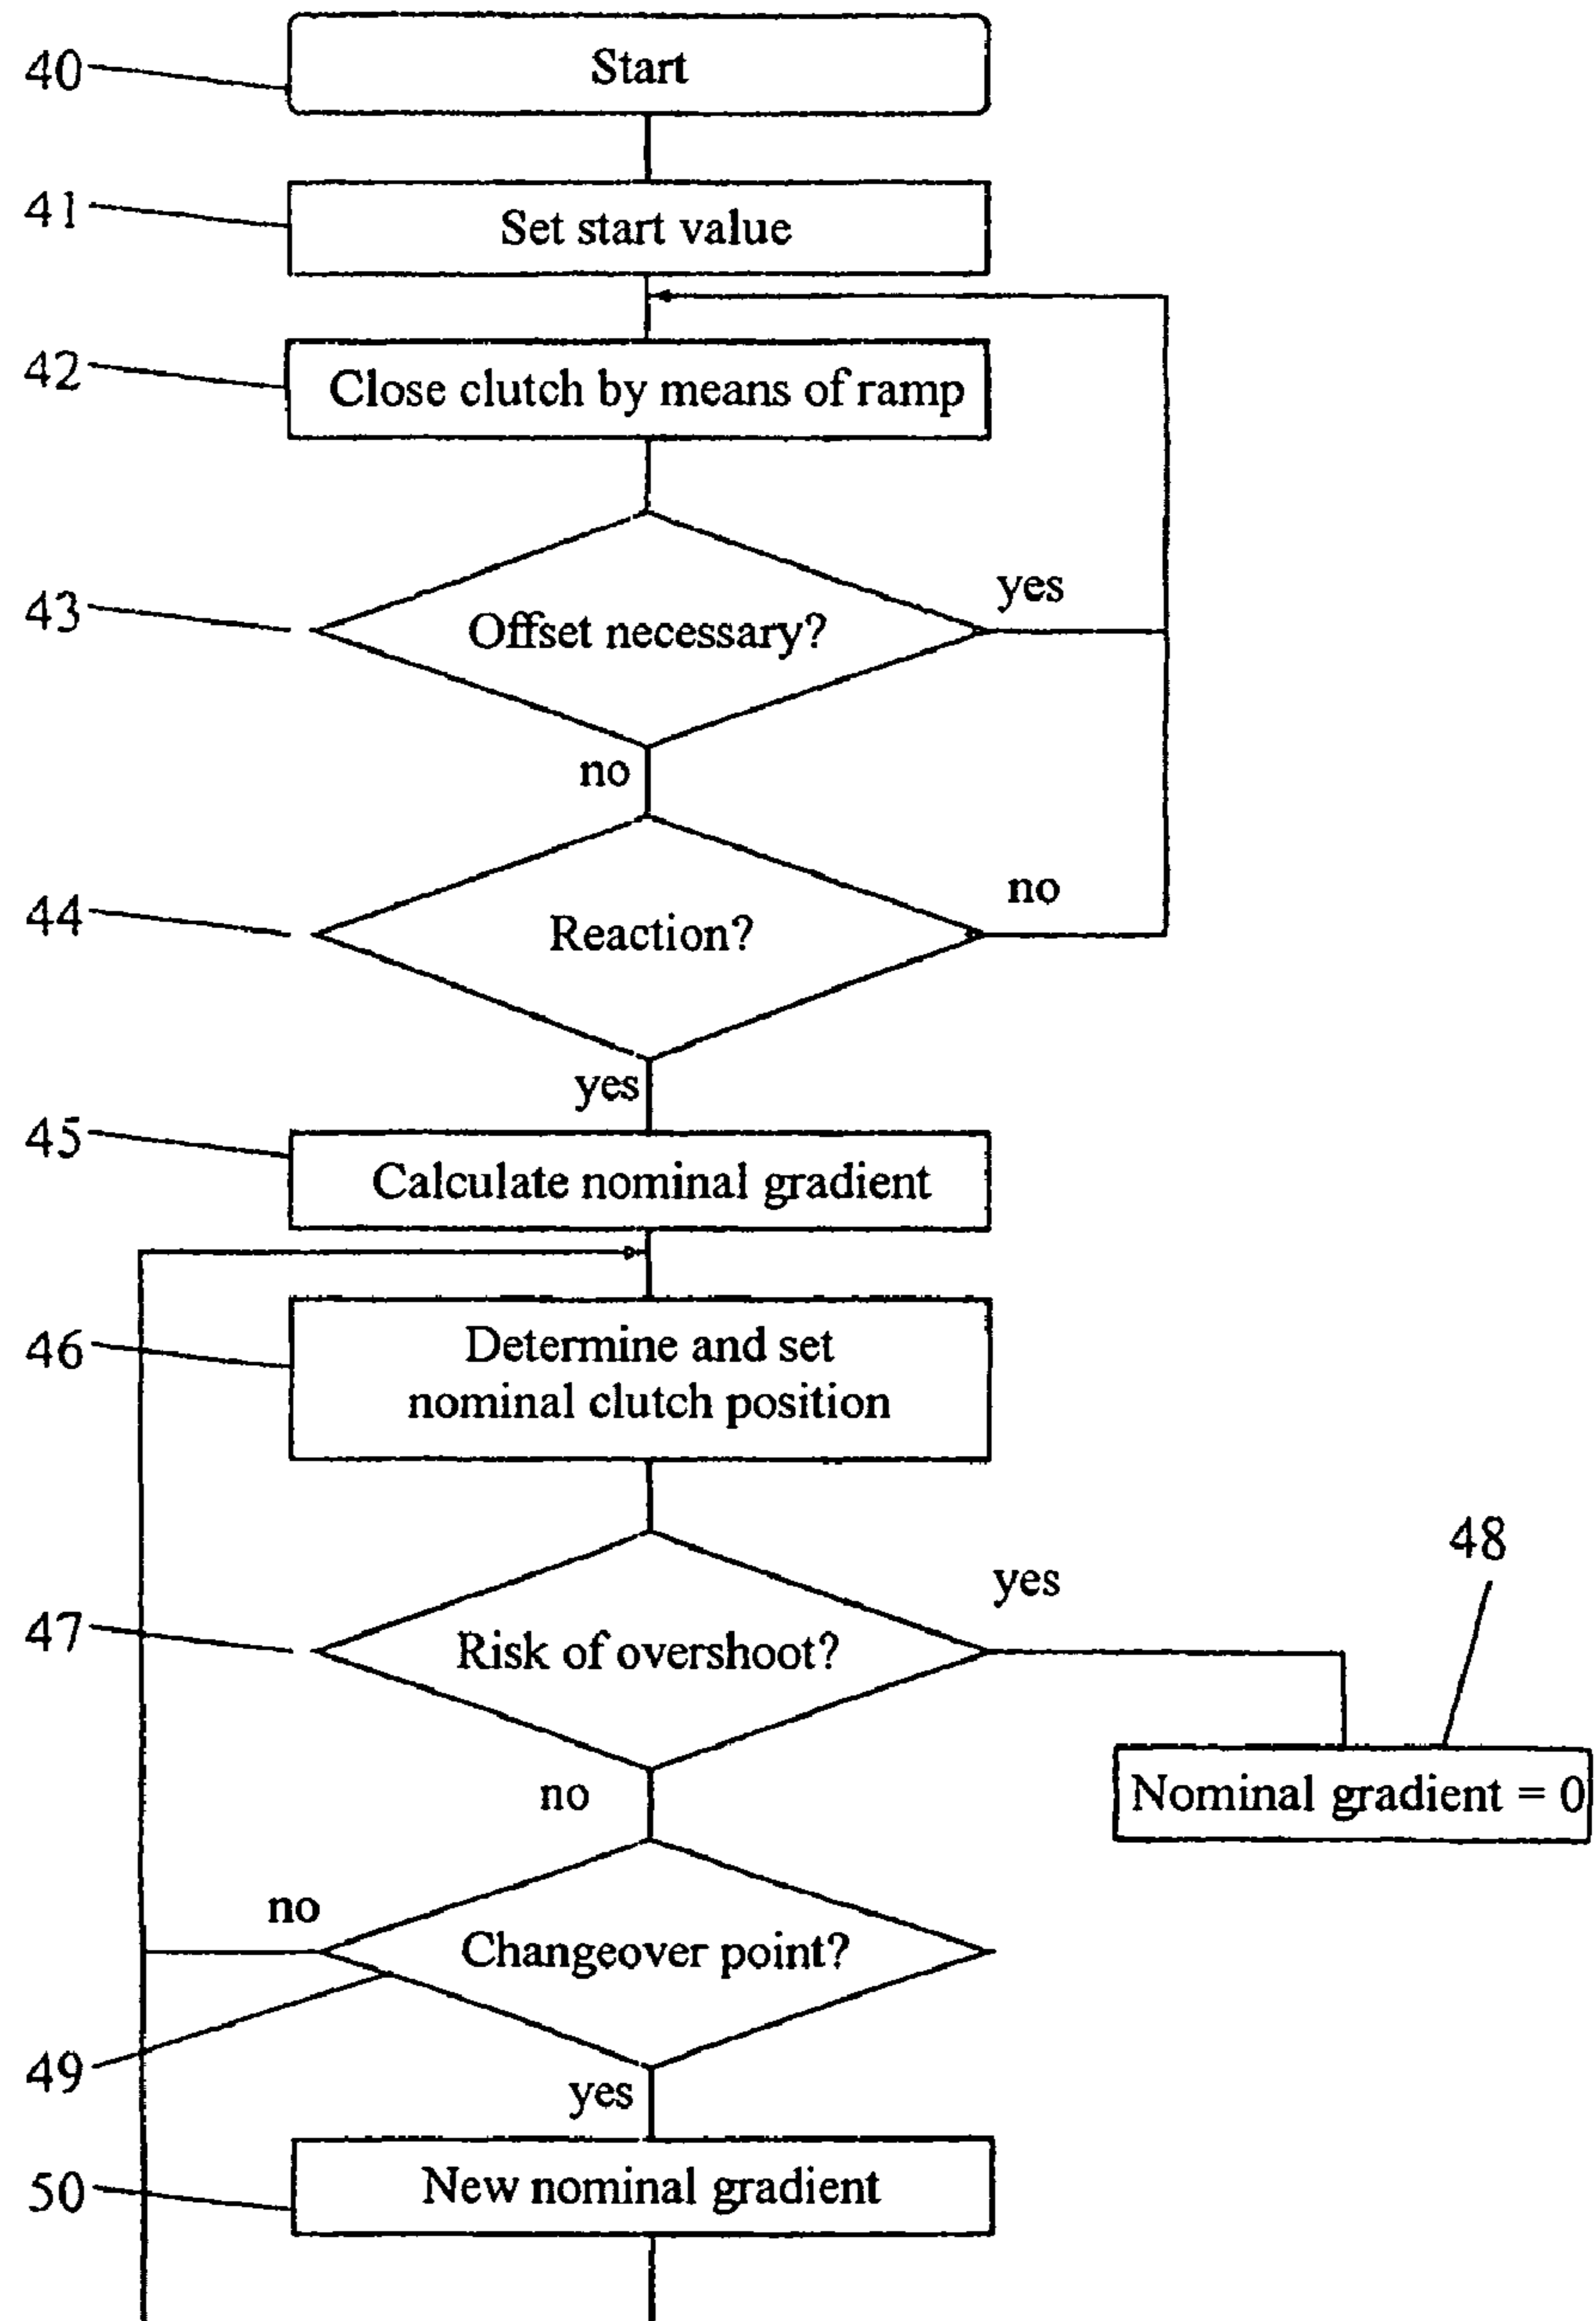 40
Start
41
Set start value
42
Close clutch by means of ramp
43
Offset necessary?
yes
no
44
Reaction?
no
yes
45
Calculate nominal gradient
46
Determine and set
nominal clutch position
47
Risk of overshoot?
yes
48
Nominal gradient = 0
no
no
Changeover point?
49
yes
50
New nominal gradient